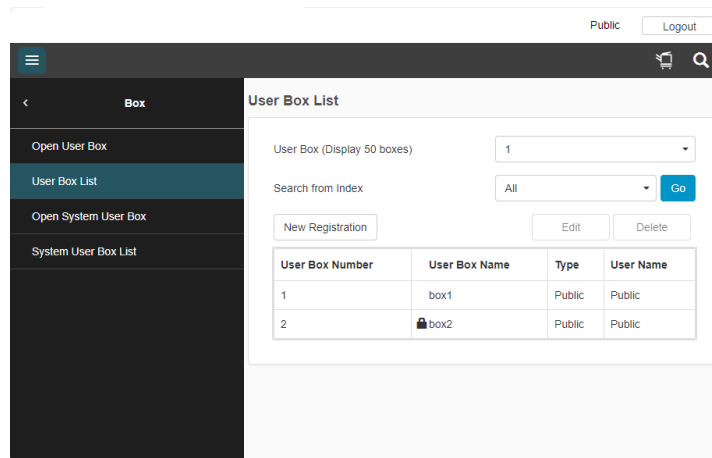 Public Logout
Box
User Box List
Open User Box
User Box List
Open System User Box
System User Box List
User Box (Display 50 boxes) 1
Search from Index All Go
New Registration Edit Delete
User Box Number User Box Name Type User Name
1 box1 Public Public
2 box2 Public Public